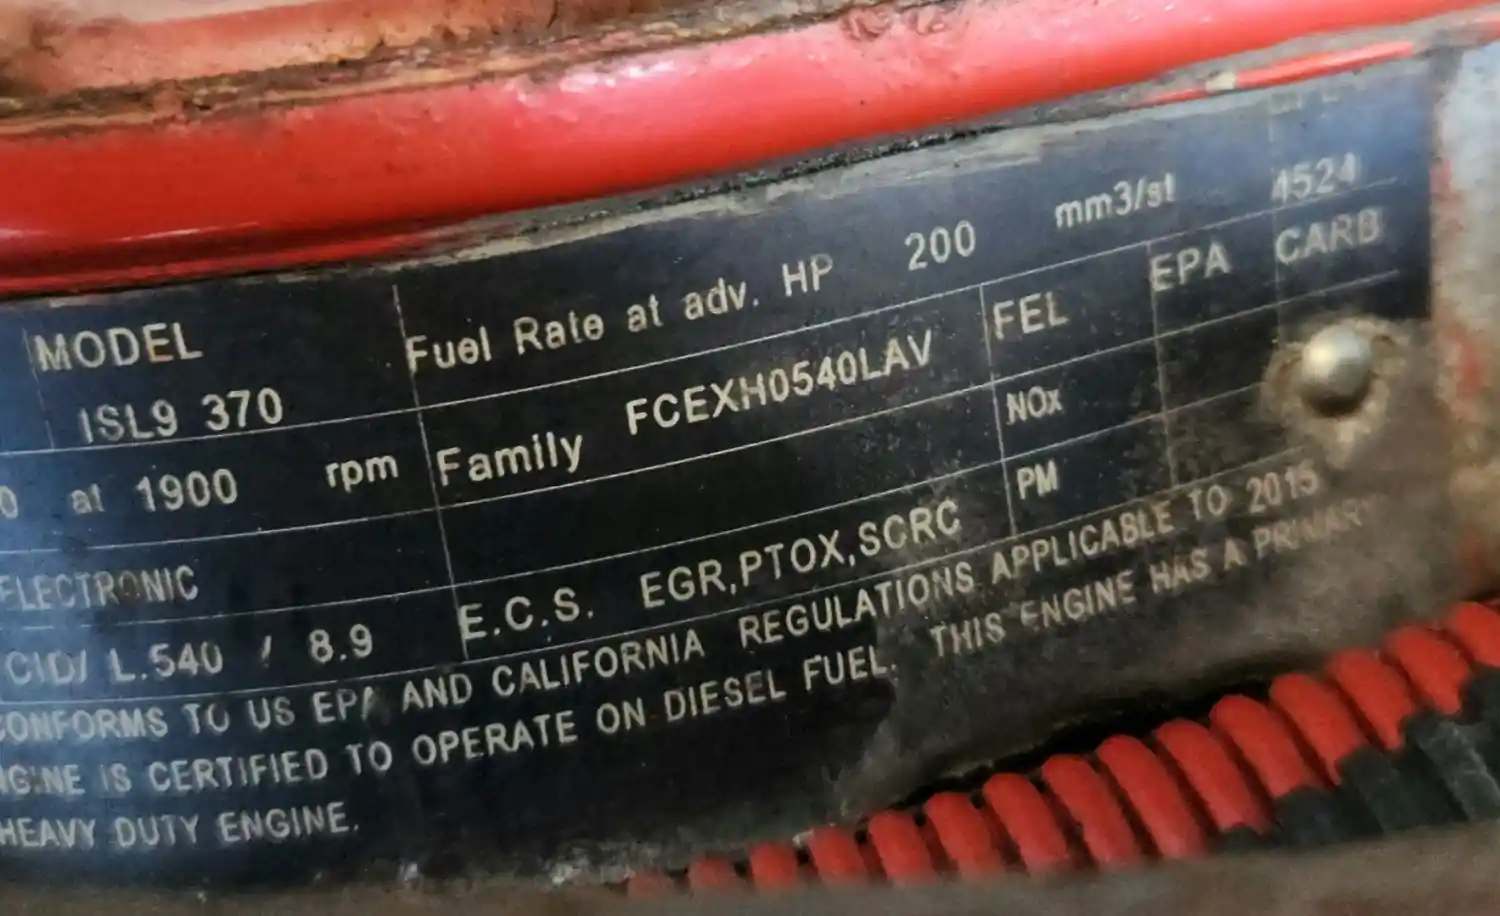 MODEL
ISL9 370
Fuel Rate at adv. HP 200 mm3/st 4524
0 at 1900 rpm
Family FCEXH0540LAV
FEL EPA CARB
NOx
PM
ELECTRONIC
CID/ L.540 / 8.9
E.C.S. EGR,PTOX,SCRC
CONFORMS TO US EPA AND CALIFORNIA REGULATIONS APPLICABLE TO 2015
NGINE IS CERTIFIED TO OPERATE ON DIESEL FUEL. THIS ENGINE HAS A PRIMARY
HEAVY DUTY ENGINE.